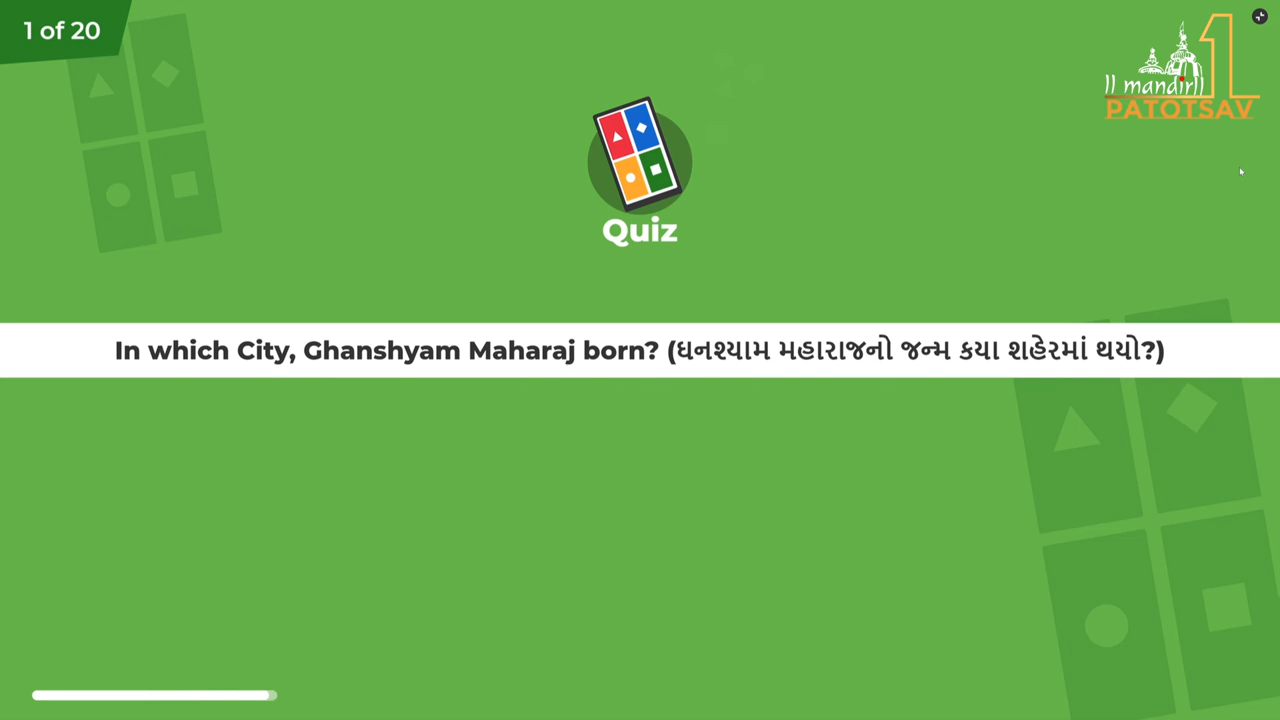 1 of 20
|| mandir||
1
PATOTSAV
Quiz
In which City, Ghanshyam Maharaj born? (ઘનશ્યામ મહારાજનો જન્મ કયા શહેરમાં થયો?)